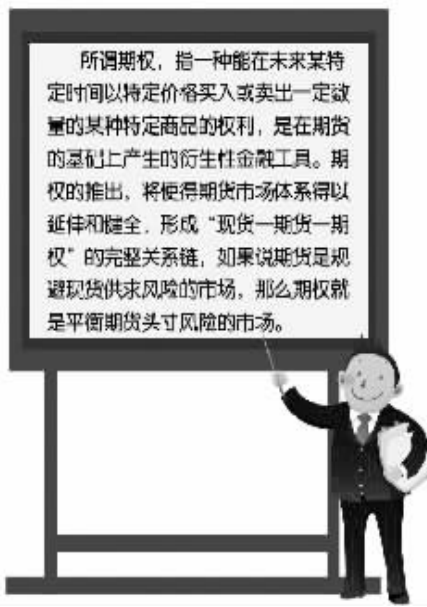 所谓期权，指一种能在未来某特
定时间以特定价格买入或卖出一定数
量的某种特定商品的权利，是在期货
的基础上产生的衍生性金融工具。期
权的推出，将使得期货市场体系得以
延伸和健全，形成“现货—期货—期
权”的完整关系链，如果说期货是规
避现货供求风险的市场，那么期权就
是平衡期货头寸风险的市场。